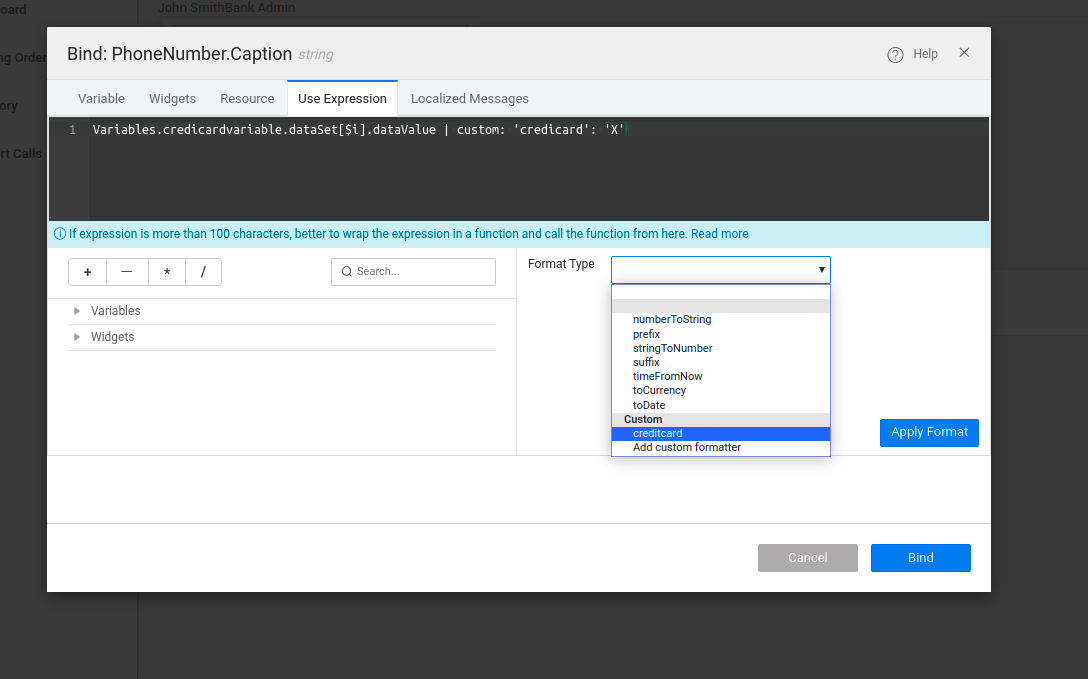 oard
John SmithBank Admin
ng Order
ory
rt Calls
Bind: PhoneNumber.Caption string
Help
Variable Widgets Resource Use Expression Localized Messages
1 Variables.credicardvariable.dataSet[$i].dataValue | custom: 'credicard': 'X'
If expression is more than 100 characters, better to wrap the expression in a function and call the function from here. Read more
+ — * /
Search...
Variables
Widgets
Format Type
numberToString
prefix
stringToNumber
suffix
timeFromNow
toCurrency
toDate
Custom
creditcard
Add custom formatter
Apply Format
Cancel
Bind